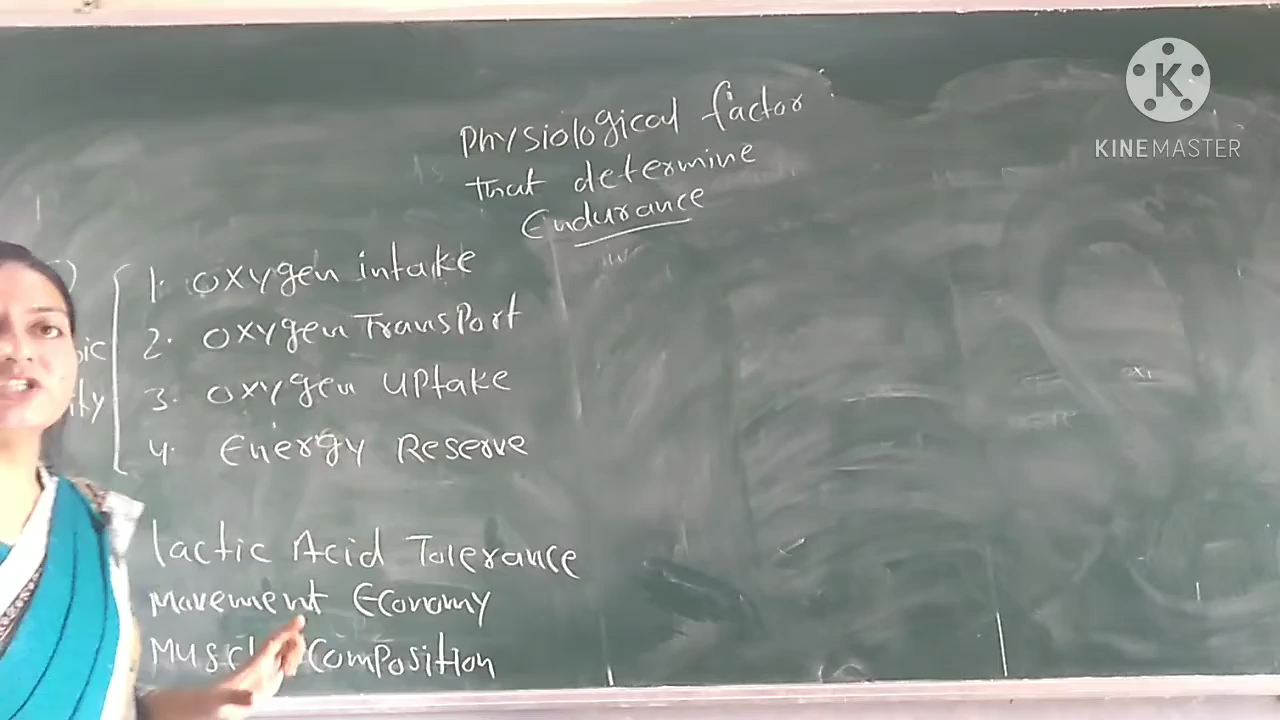 Physiological factor :
that determine
Endurance
1. Oxygen intake
2. Oxygen Transport
3. Oxygen Uptake
4. Energy Reserve
lactic Acid Tolerance
Movement Economy
Composition
K
KINEMASTER